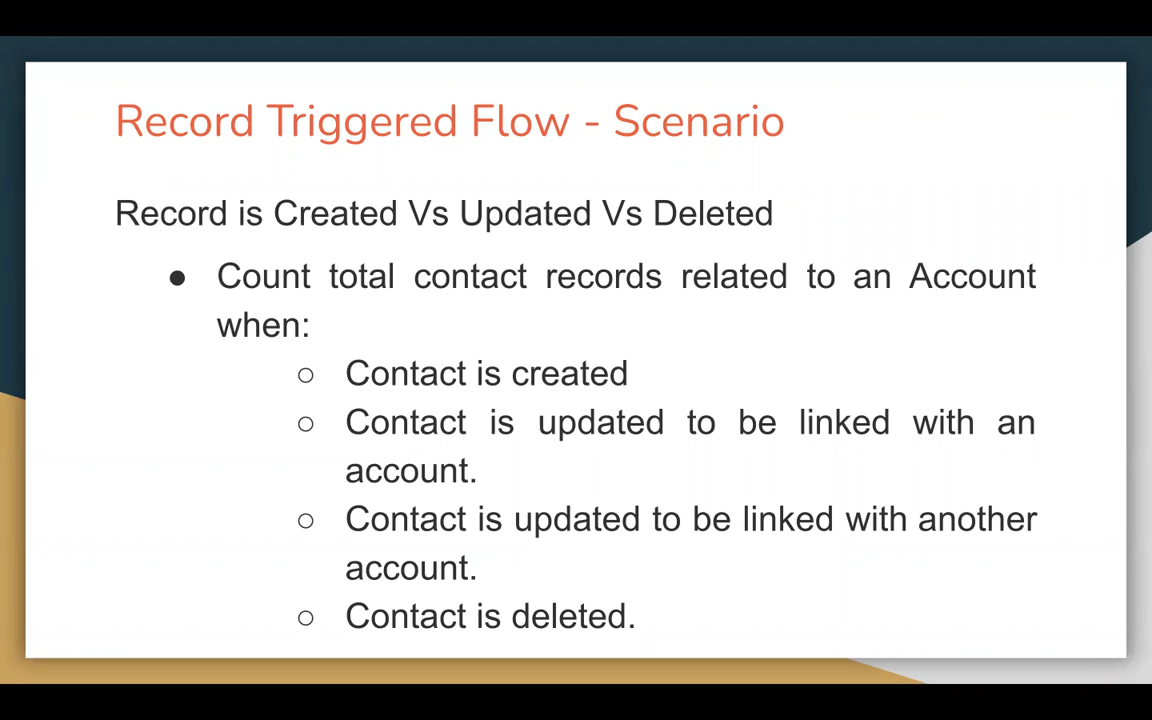 Record Triggered Flow - Scenario
Record is Created Vs Updated Vs Deleted
● Count total contact records related to an Account
when:
○ Contact is created
○ Contact is updated to be linked with an
account.
○ Contact is updated to be linked with another
account.
○ Contact is deleted.